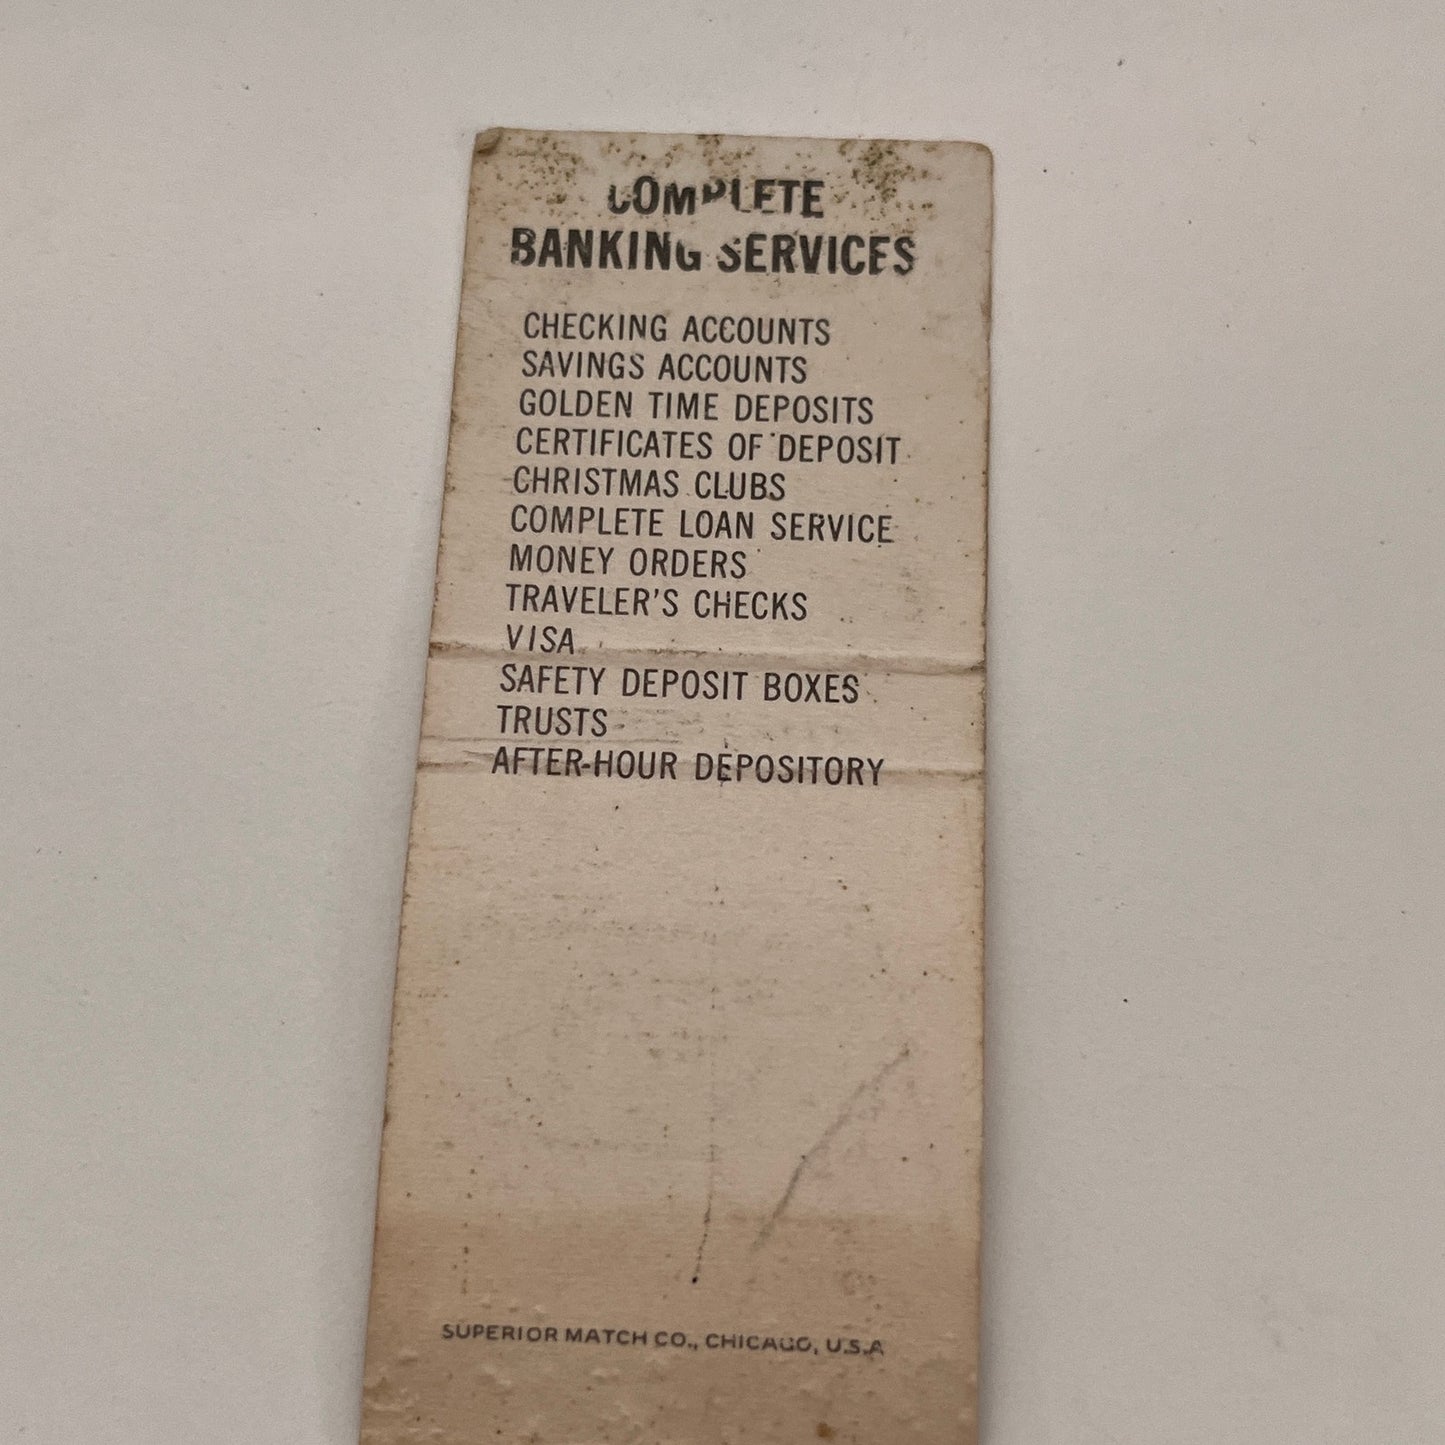 COMPLETE
BANKING SERVICES
CHECKING ACCOUNTS
SAVINGS ACCOUNTS
GOLDEN TIME DEPOSITS
CERTIFICATES OF DEPOSIT
CHRISTMAS CLUBS
COMPLETE LOAN SERVICE
MONEY ORDERS
TRAVELER'S CHECKS
VISA
SAFETY DEPOSIT BOXES
TRUSTS
AFTER-HOUR DEPOSITORY
SUPERIOR MATCH CO., CHICAGO, U.S.A